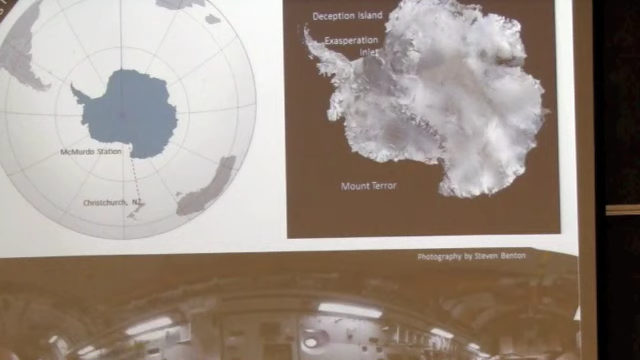 Deception Island
Exasperation
Inlet
McMurdo Station
Mount Terror
Christchurch, NZ
Photography by Steven Benton